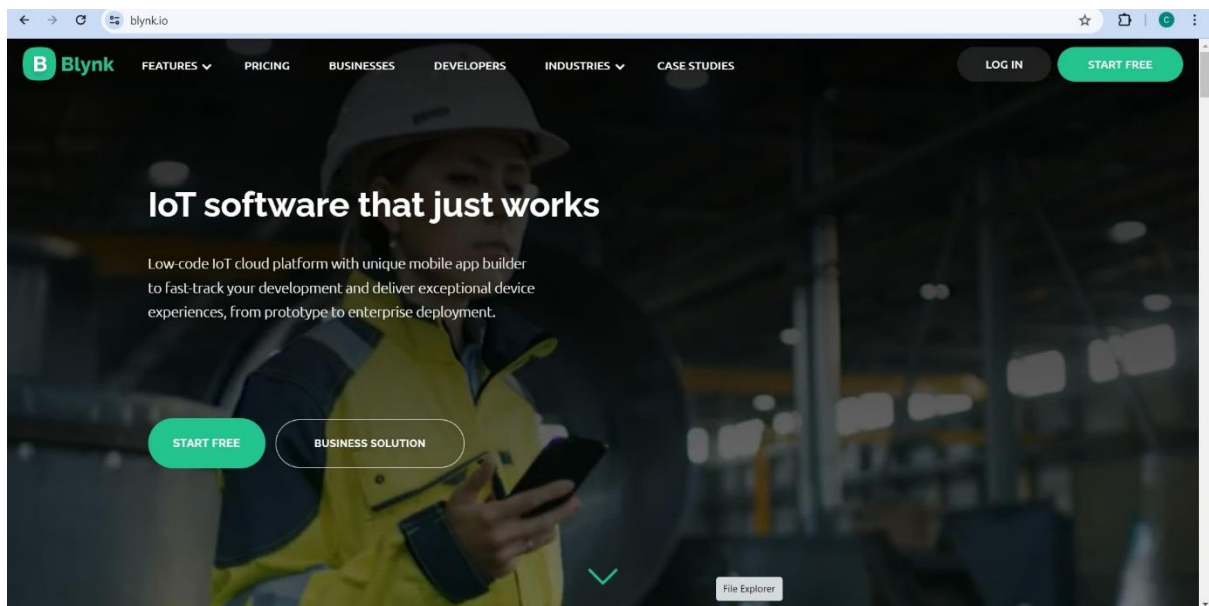 blynk.io
C
B Blynk
FEATURES PRICING BUSINESSES DEVELOPERS INDUSTRIES CASE STUDIES LOG IN START FREE
IoT software that just works
Low-code IoT cloud platform with unique mobile app builder
to fast-track your development and deliver exceptional device
experiences, from prototype to enterprise deployment.
START FREE BUSINESS SOLUTION
File Explorer